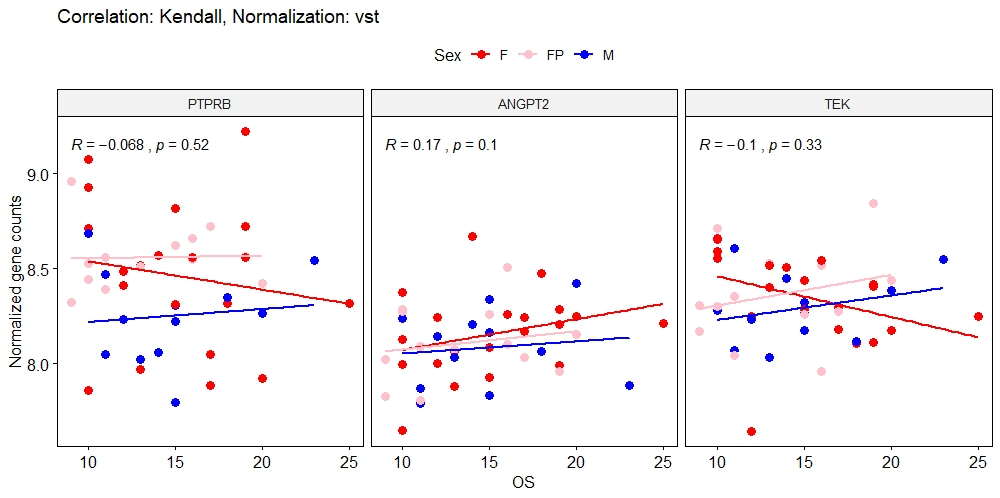 Correlation: Kendall, Normalization: vst
Sex F FP M
PTPRB ANGPT2 TEK
R = −0.068 , p = 0.52 R = 0.17 , p = 0.1 R = −0.1 , p = 0.33
Normalized gene counts
9.0
8.5
8.0
10 15 20 25 10 15 20 25 10 15 20 25
OS